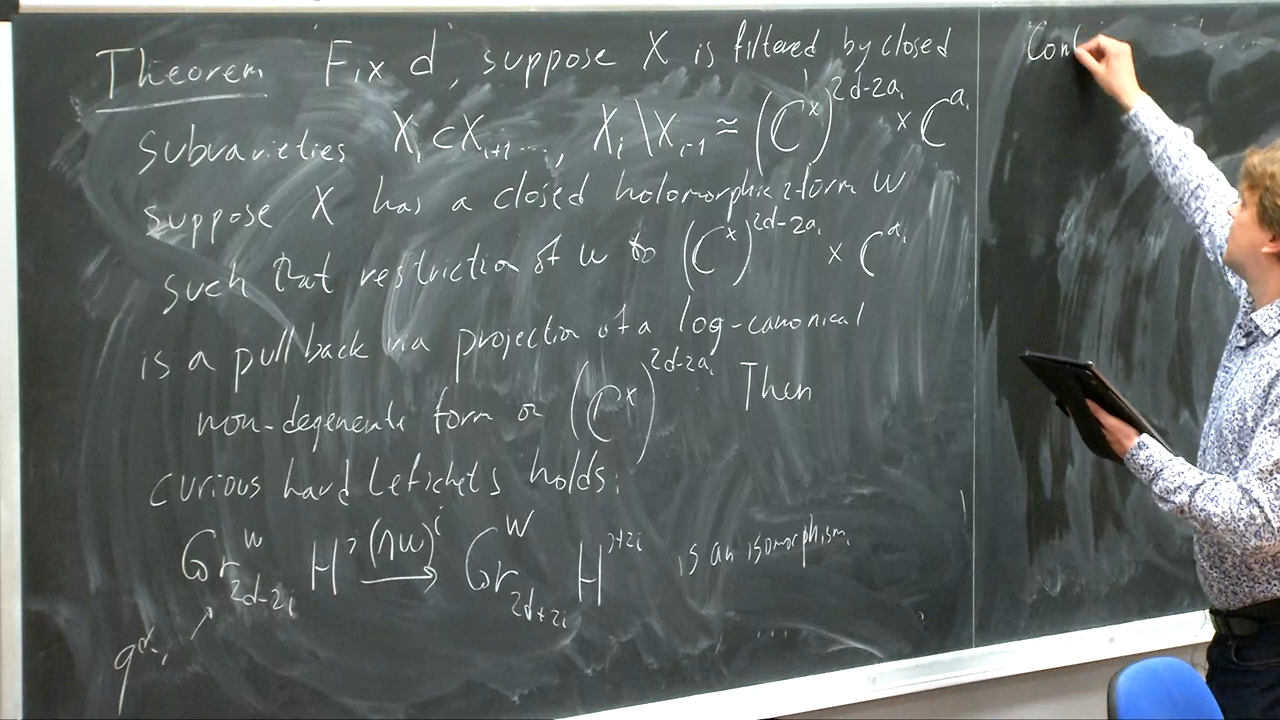 Theorem Fix d, suppose X is filtered by closed
subvarieties X_i ⊂ X_{i+1}..., X_i \ X_{i-1} ≃ (C^×)^{2d-2a_i} × C^{a_i}
suppose X has a closed holomorphic 2-form ω
such that restriction of ω to (C^×)^{2d-2a_i} × C^{a_i}
is a pullback via projection of a log-canonical
non-degenerate form on (C^×)^{2d-2a_i} Then
curious hard Lefschets holds:
Gr^W_{2d-2i} H^j (∧ω)^i → Gr^W_{2d+2i} H^{j+2i} is an isomorphism.
q^{d-i}
Con